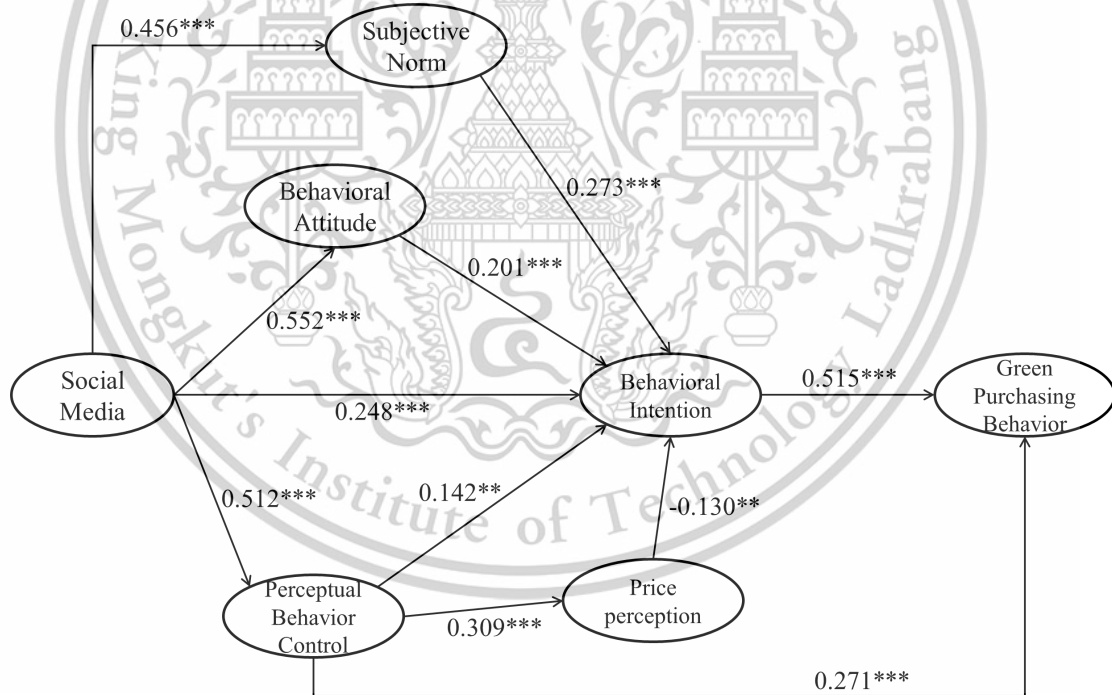 0.456***
Subjective
Norm
0.273***
Behavioral
Attitude
0.201***
0.552***
Social
Media
0.248***
Behavioral
Intention
0.515***
Green
Purchasing
Behavior
0.512***
0.142**
-0.130**
Perceptual
Behavior
Control
0.309***
Price
perception
0.271***
King Mongkut's Institute of Technology Ladkrabang